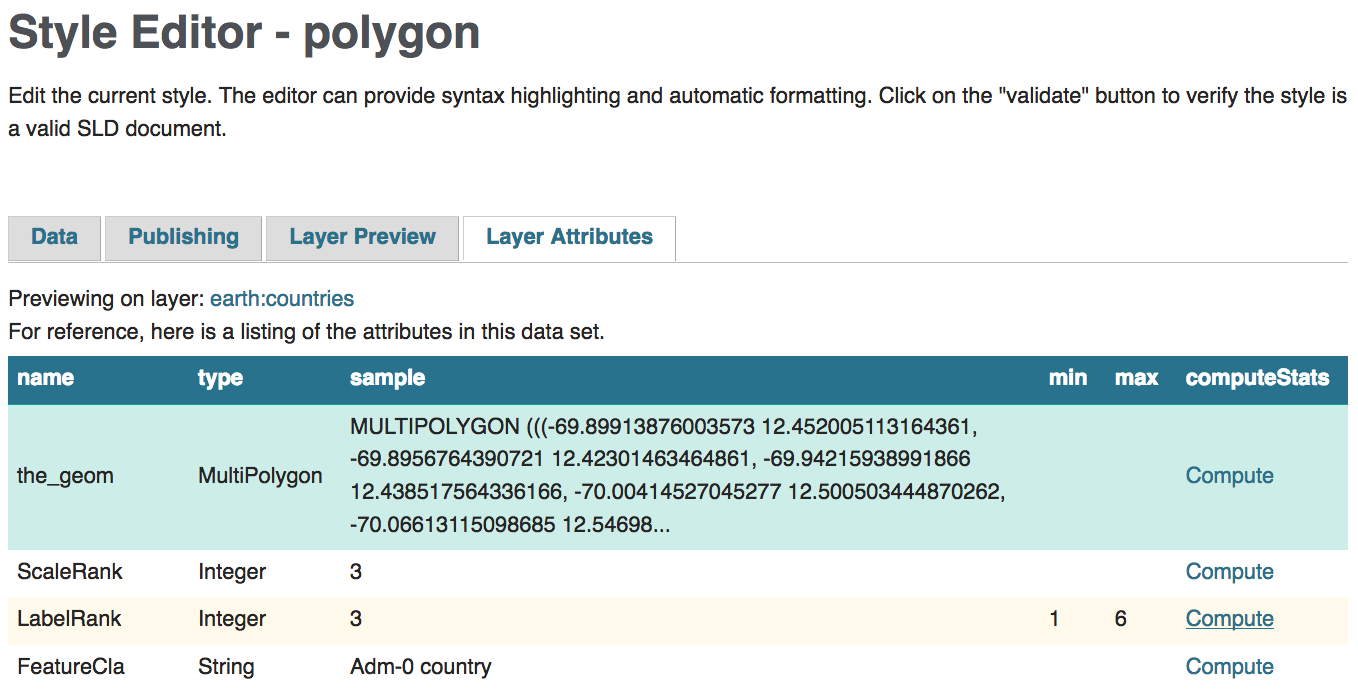 Style Editor - polygon
Edit the current style. The editor can provide syntax highlighting and automatic formatting. Click on the "validate" button to verify the style is
a valid SLD document.
Data Publishing Layer Preview Layer Attributes
Previewing on layer: earth:countries
For reference, here is a listing of the attributes in this data set.
name type sample min max computeStats
the_geom MultiPolygon MULTIPOLYGON (((-69.89913876003573 12.452005113164361,
-69.8956764390721 12.42301463464861, -69.94215938991866
12.438517564336166, -70.00414527045277 12.500503444870262,
-70.06613115098685 12.54698... Compute
ScaleRank Integer 3 Compute
LabelRank Integer 3 1 6 Compute
FeatureCla String Adm-0 country Compute